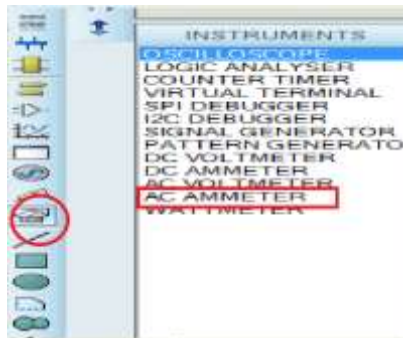 INSTRUMENTS
OSCILLOSCOPE
LOGIC ANALYSER
COUNTER TIMER
VIRTUAL TERMINAL
SPI DEBUGGER
I2C DEBUGGER
SIGNAL GENERATOR
PATTERN GENERATO
DC VOLTMETER
DC AMMETER
AC VOLTMETER
AC AMMETER
WATTMETER